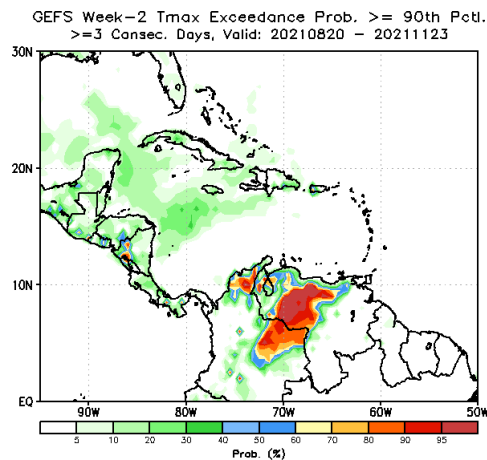 GEFS Week-2 Tmax Exceedance Prob. >= 90th Pctl.
>=3 Consec. Days, Valid: 20210820 - 20211123
30N
20N
10N
EQ
90W 80W 70W 60W 50W
5 10 20 30 40 50 60 70 80 90 95
Prob. (%)